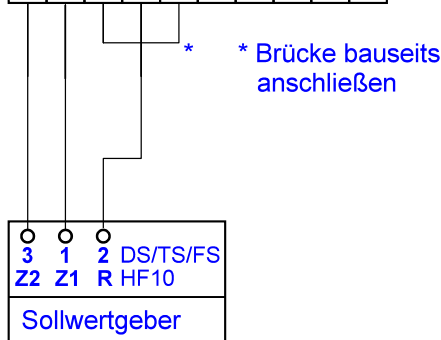 * * Brücke bauseits
anschließen
3 1 2 DS/TS/FS
Z2 Z1 R HF10
Sollwertgeber